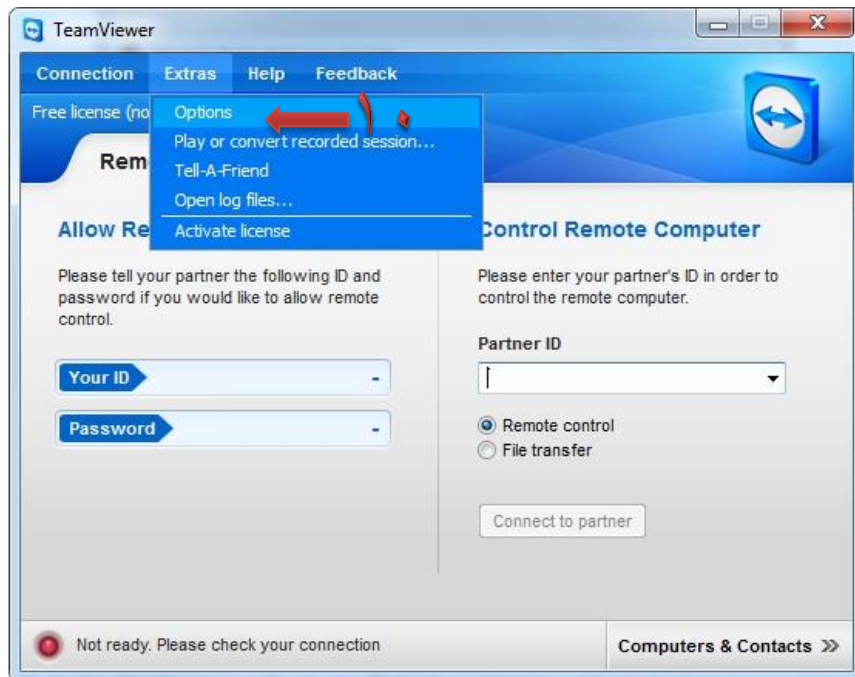 TeamViewer
Connection Extras Help Feedback
Free license (no
Options
۱۰
Play or convert recorded session...
Tell-A-Friend
Open log files...
Activate license
Rem
Allow Re
Please tell your partner the following ID and
password if you would like to allow remote
control.
Your ID -
Password -
Control Remote Computer
Please enter your partner's ID in order to
control the remote computer.
Partner ID
Remote control
File transfer
Connect to partner
Not ready. Please check your connection
Computers & Contacts »